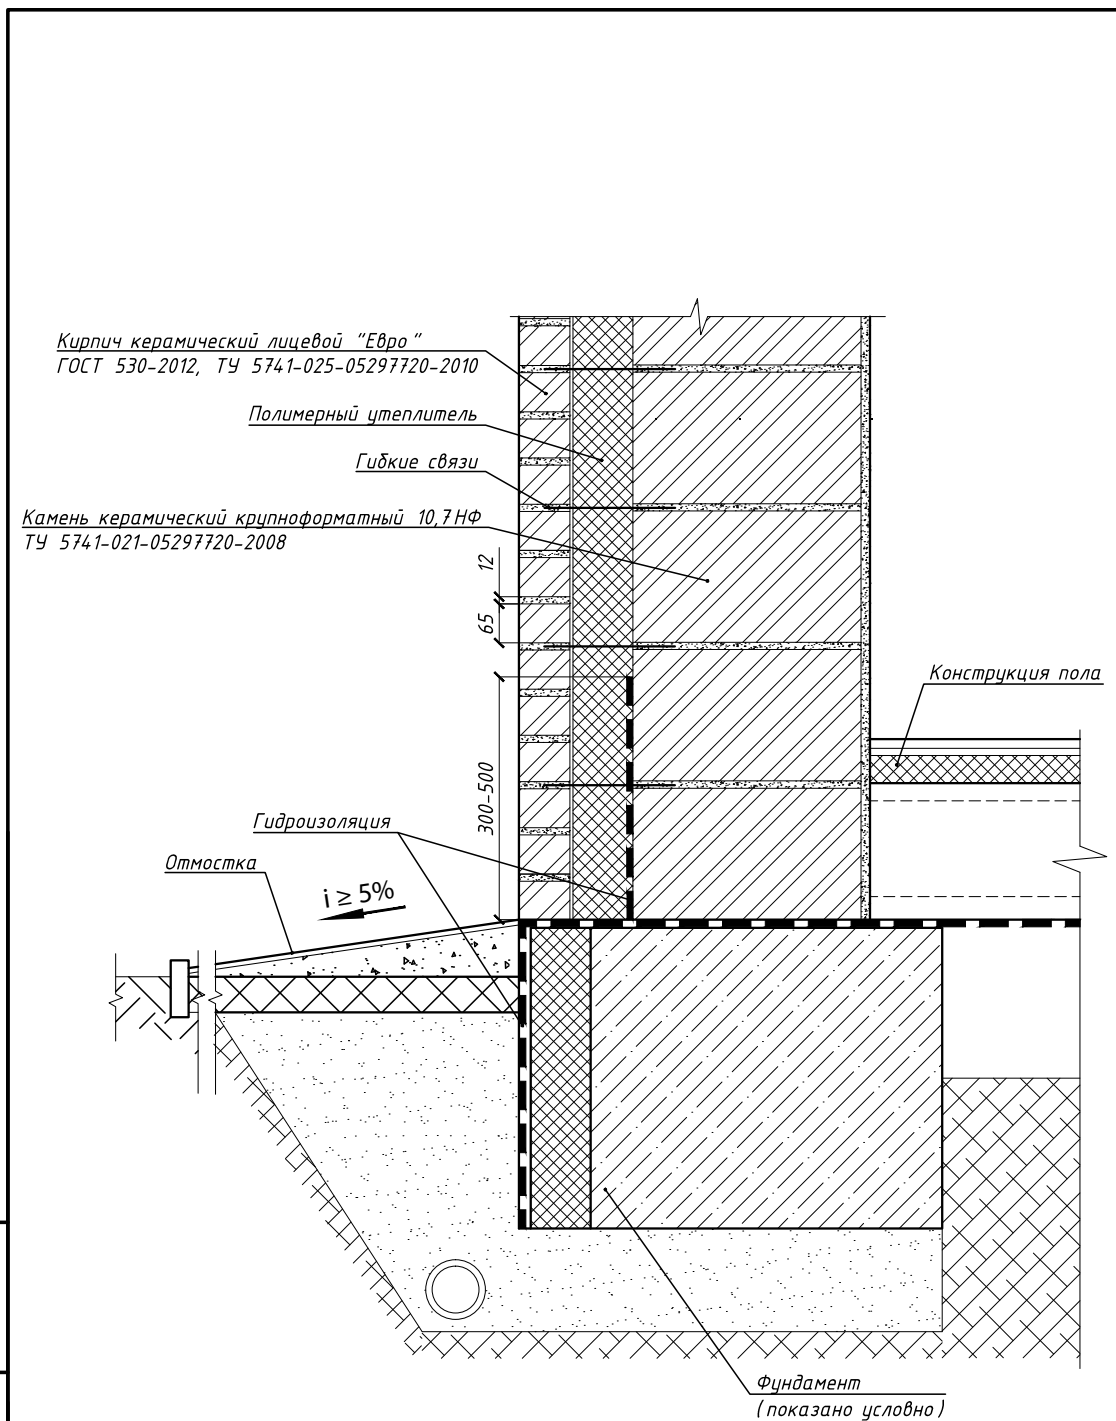 Кирпич керамический лицевой "Евро"
ГОСТ 530-2012, ТУ 5741-025-05297720-2010
Полимерный утеплитель
Гибкие связи
Камень керамический крупноформатный 10,7НФ
ТУ 5741-021-05297720-2008
12
65
Конструкция пола
300-500
Гидроизоляция
Отмостка
i ≥ 5%
Фундамент
(показано условно)